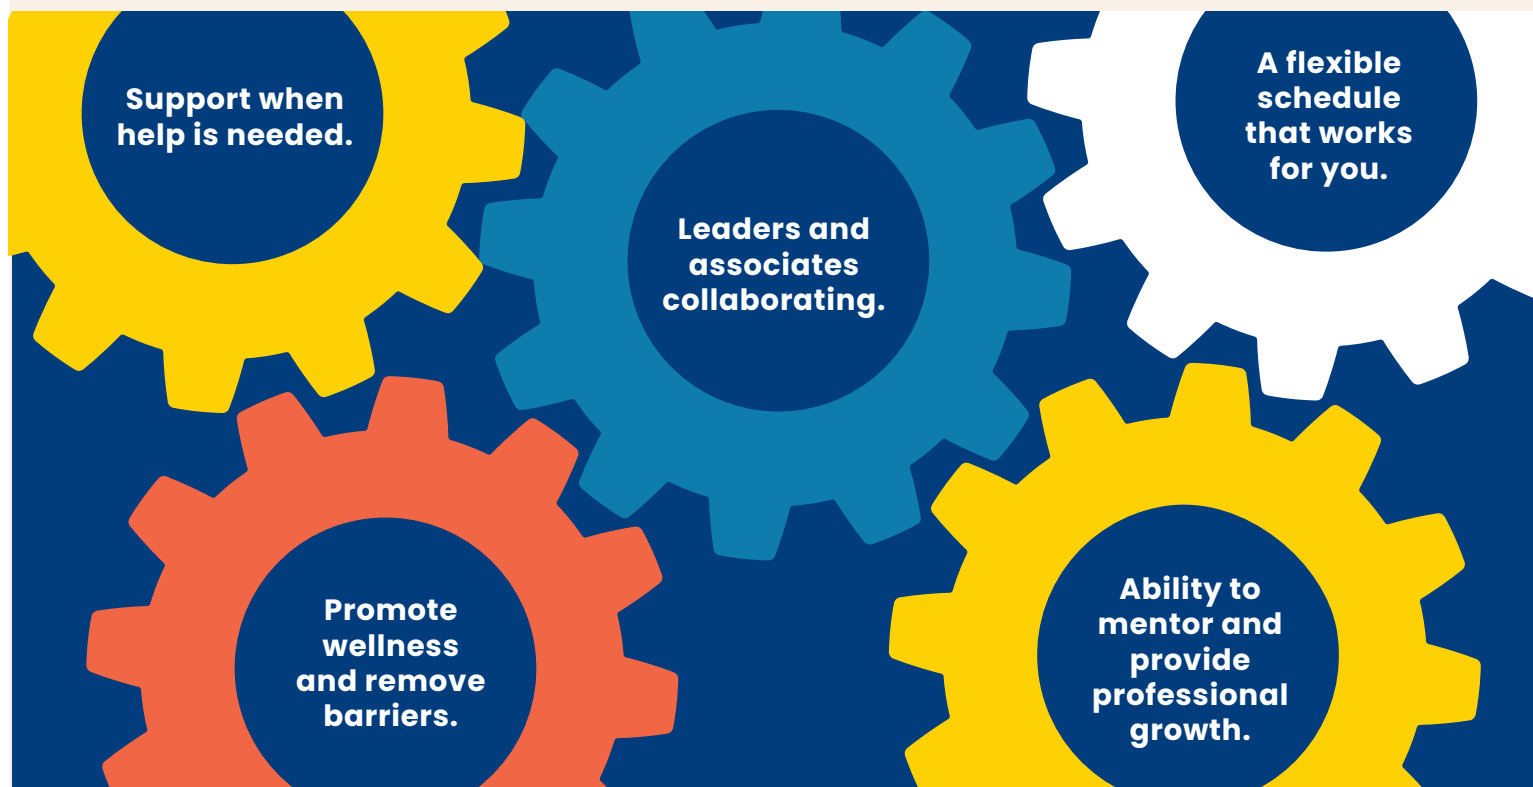 Support when
help is needed.
Leaders and
associates
collaborating.
A flexible
schedule
that works
for you.
Promote
wellness
and remove
barriers.
Ability to
mentor and
provide
professional
growth.